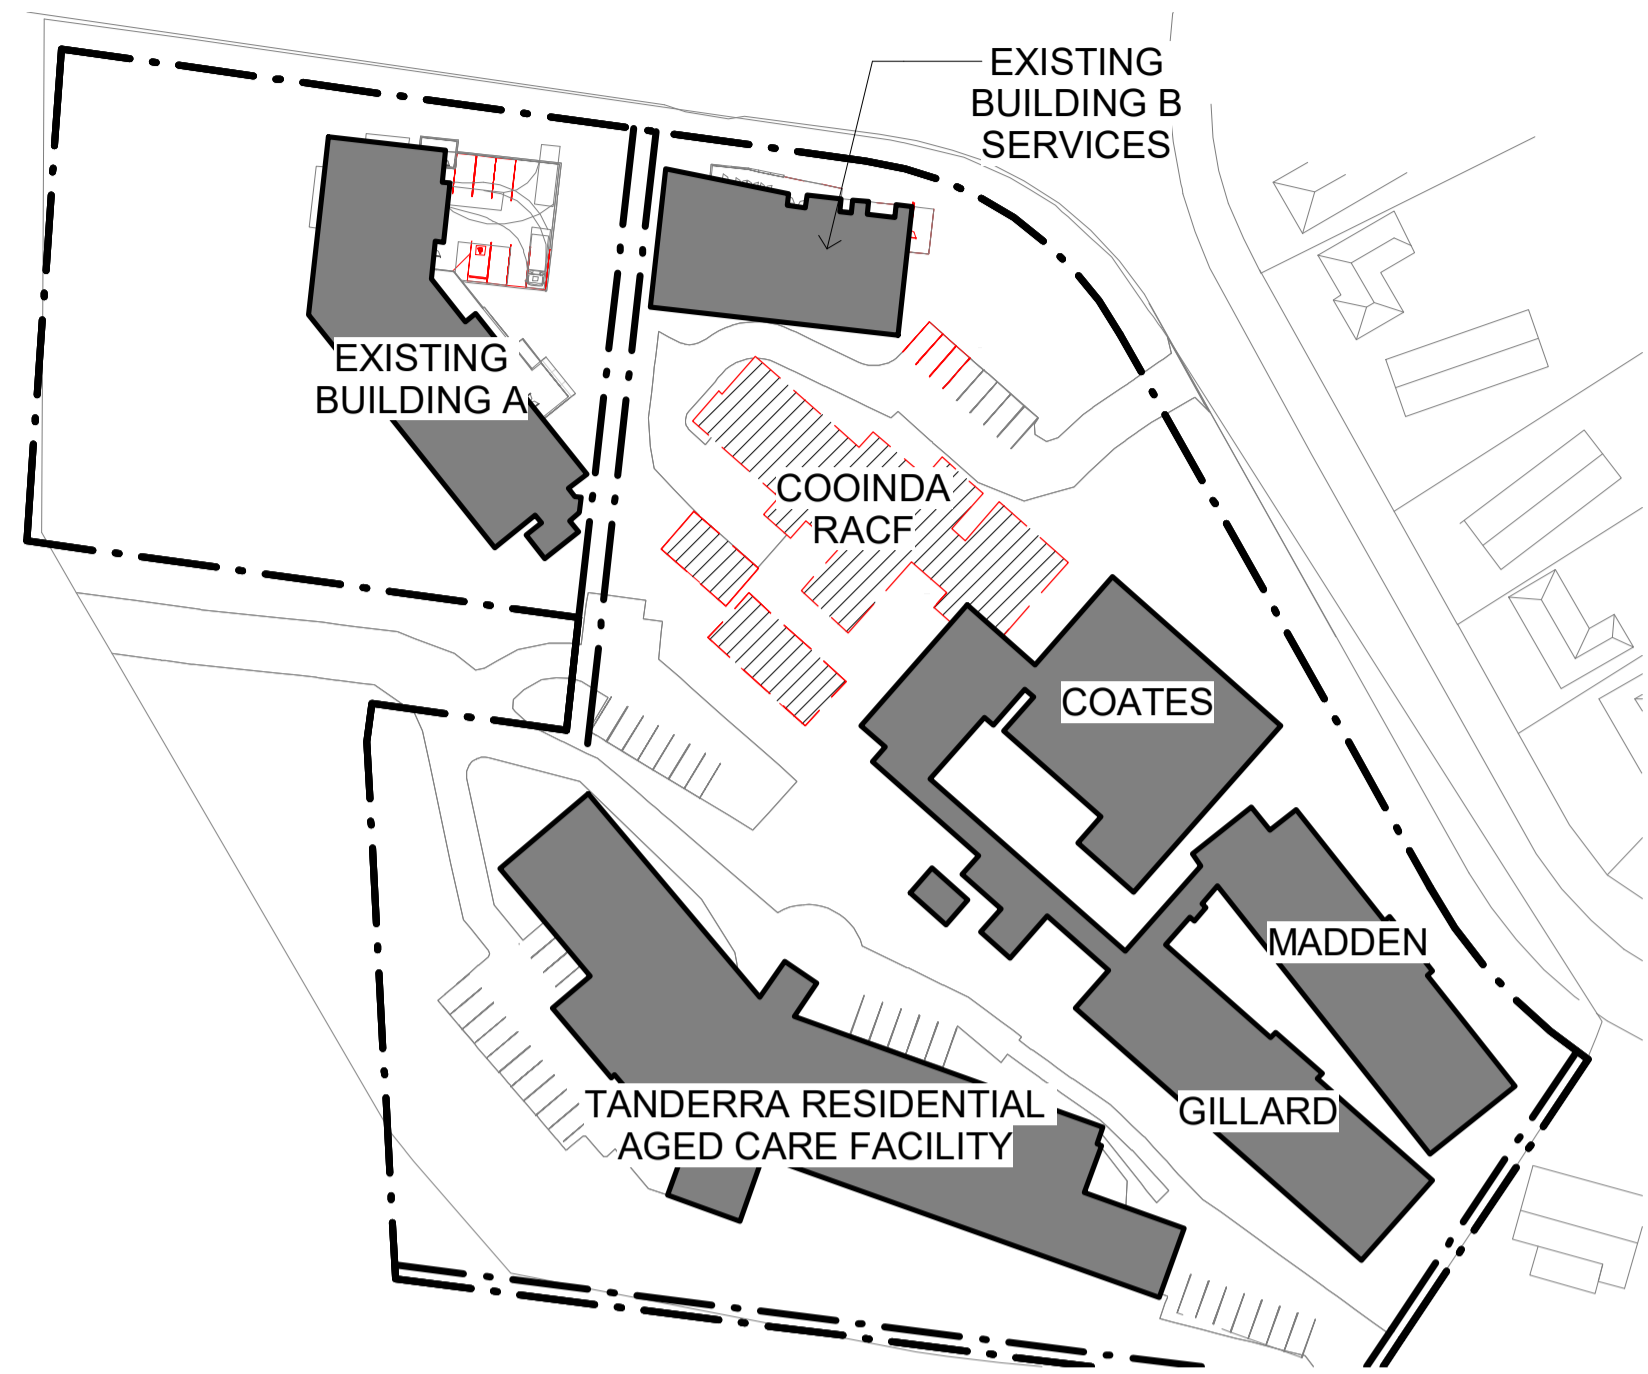 EXISTING
BUILDING B
SERVICES
EXISTING
BUILDING A
COOINDA
RACF
COATES
MADDEN
GILLARD
TANDERRA RESIDENTIAL
AGED CARE FACILITY